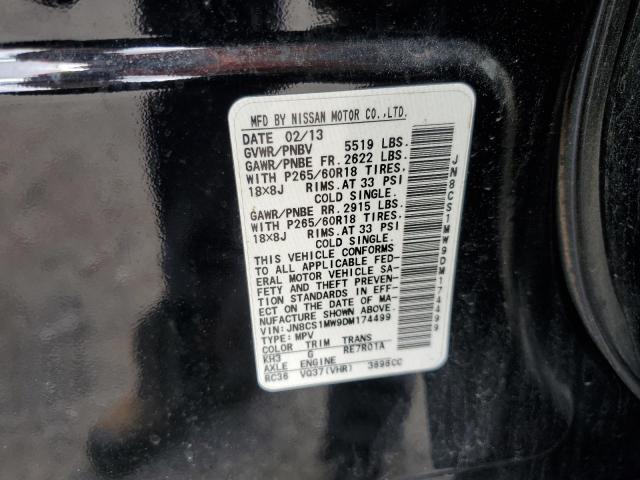 MFD BY NISSAN MOTOR CO.,LTD.
DATE 02/13
GVWR/PNBV 5519 LBS.
GAWR/PNBE FR. 2622 LBS.
WITH P265/60R18 TIRES.
18X8J RIMS.AT 33 PSI
COLD SINGLE.
GAWR/PNBE RR. 2915 LBS.
WITH P265/60R18 TIRES.
18X8J RIMS.AT 33 PSI
COLD SINGLE.
THIS VEHICLE CONFORMS
TO ALL APPLICABLE FED-
ERAL MOTOR VEHICLE SA-
FETY AND THEFT PREVEN-
TION STANDARDS IN EFF-
ECT ON THE DATE OF MA-
NUFACTURE SHOWN ABOVE.
VIN: JN8CS1MW9DM174499
TYPE: MPV
COLOR TRIM TRANS
KH3 G RE7R01A
AXLE ENGINE
RC36 VQ37(VHR) 3696CC
JN8CS1MW9DM174499